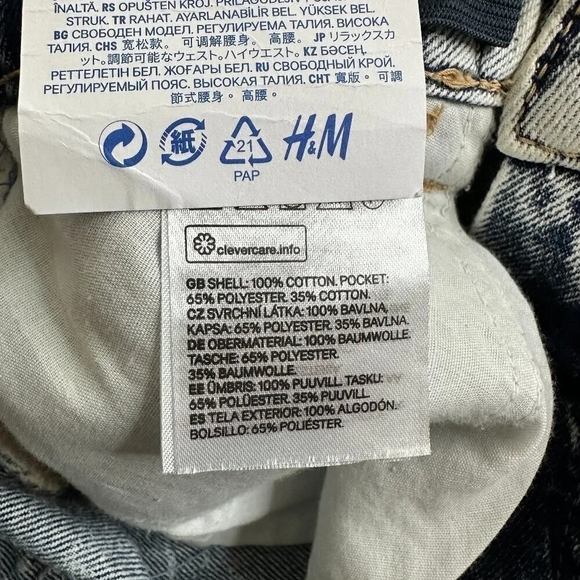 ÎNALTĂ. RS OPUŠTEN KROJ. PRILAGODLJIV
STRUK. TR RAHAT. AYARLANABİLİR BEL. YÜKSEK BEL.
BG СВОБОДЕН МОДЕЛ. РЕГУЛИРУЕМА ТАЛИЯ. ВИСОКА
ТАЛИЯ. CHS 宽松款。可调解腰身。高腰。JP リラックスカ
ット。調節可能なウェスト。ハイウエスト。KZ БӘСЕҢ.
РЕТТЕЛЕТІН БЕЛ. ЖОҒАРЫ БЕЛ. RU СВОБОДНЫЙ КРОЙ.
РЕГУЛИРУЕМЫЙ ПОЯС. ВЫСОКАЯ ТАЛИЯ. CHT 寬版。可調
節式腰身。高腰。
紙 21 H&M
PAP
clevercare.info
GB SHELL: 100% COTTON. POCKET:
65% POLYESTER. 35% COTTON.
CZ SVRCHNÍ LÁTKA: 100% BAVLNA,
KAPSA: 65% POLYESTER. 35% BAVLNA.
DE OBERMATERIAL: 100% BAUMWOLLE.
TASCHE: 65% POLYESTER.
35% BAUMWOLLE.
EE ÜMBRIS: 100% PUUVILL. TASKU:
65% POLÜESTER. 35% PUUVILL.
ES TELA EXTERIOR: 100% ALGODÓN.
BOLSILLO: 65% POLIÉSTER.